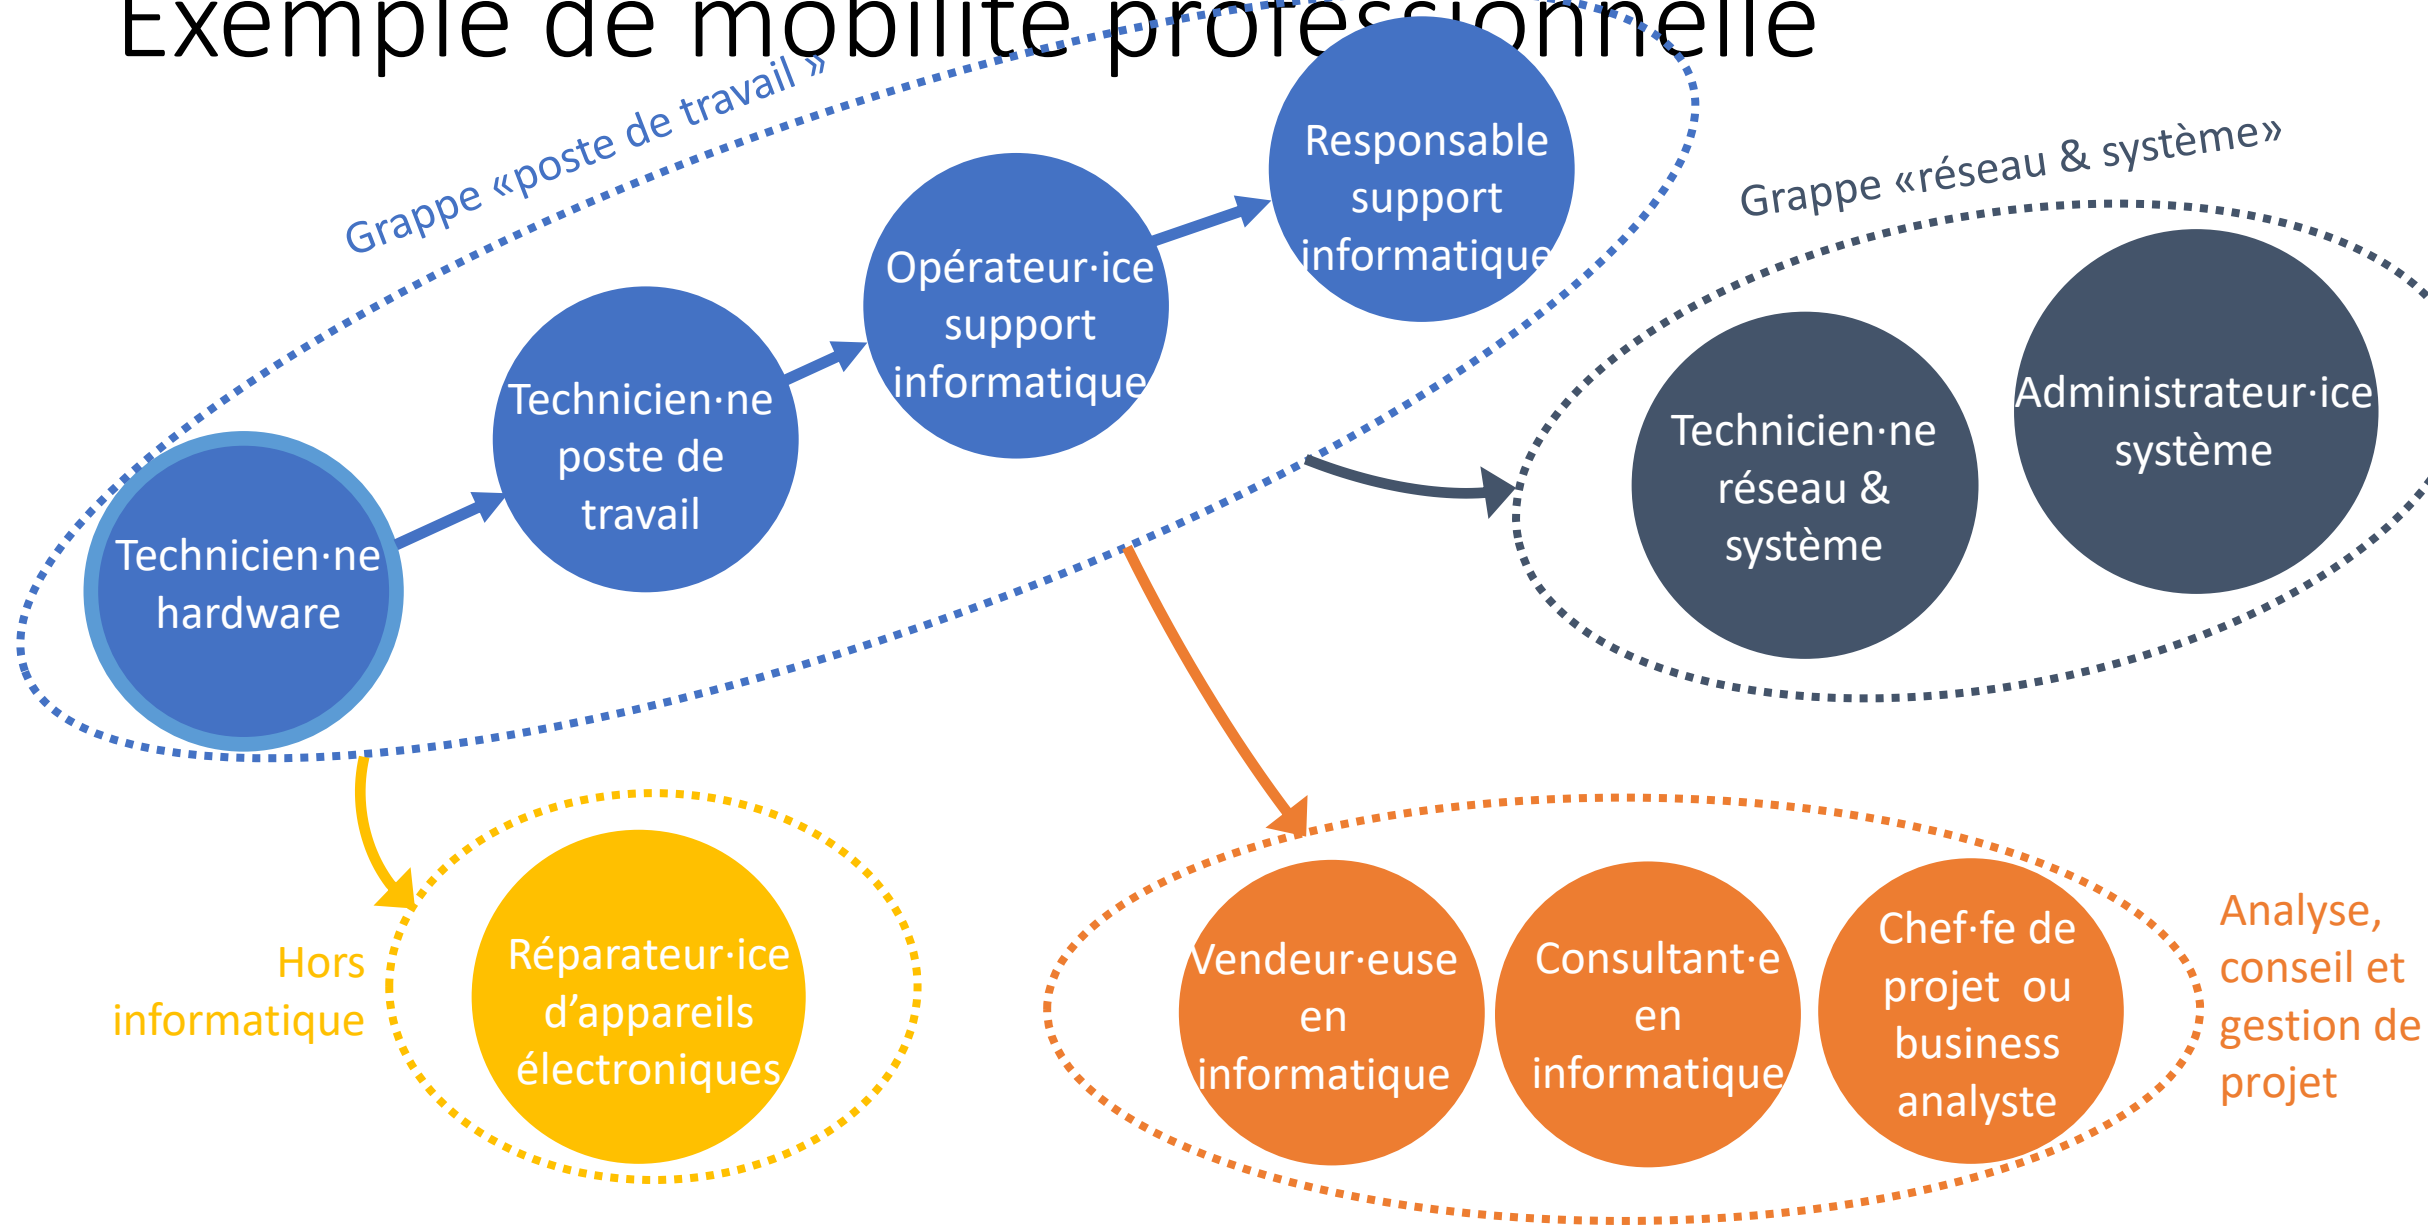 Exemple de mobilité professionnelle
Grappe «poste de travail »
Responsable
support
informatique
Grappe «réseau & système»
Opérateur·ice
support
informatique
Technicien·ne
poste de
travail
Technicien·ne
hardware
Technicien·ne
réseau &
système
Administrateur·ice
système
Hors
informatique
Réparateur·ice
d’appareils
électroniques
Vendeur·euse
en
informatique
Consultant·e
en
informatique
Chef·fe de
projet  ou
business
analyste
Analyse,
conseil et
gestion de
projet